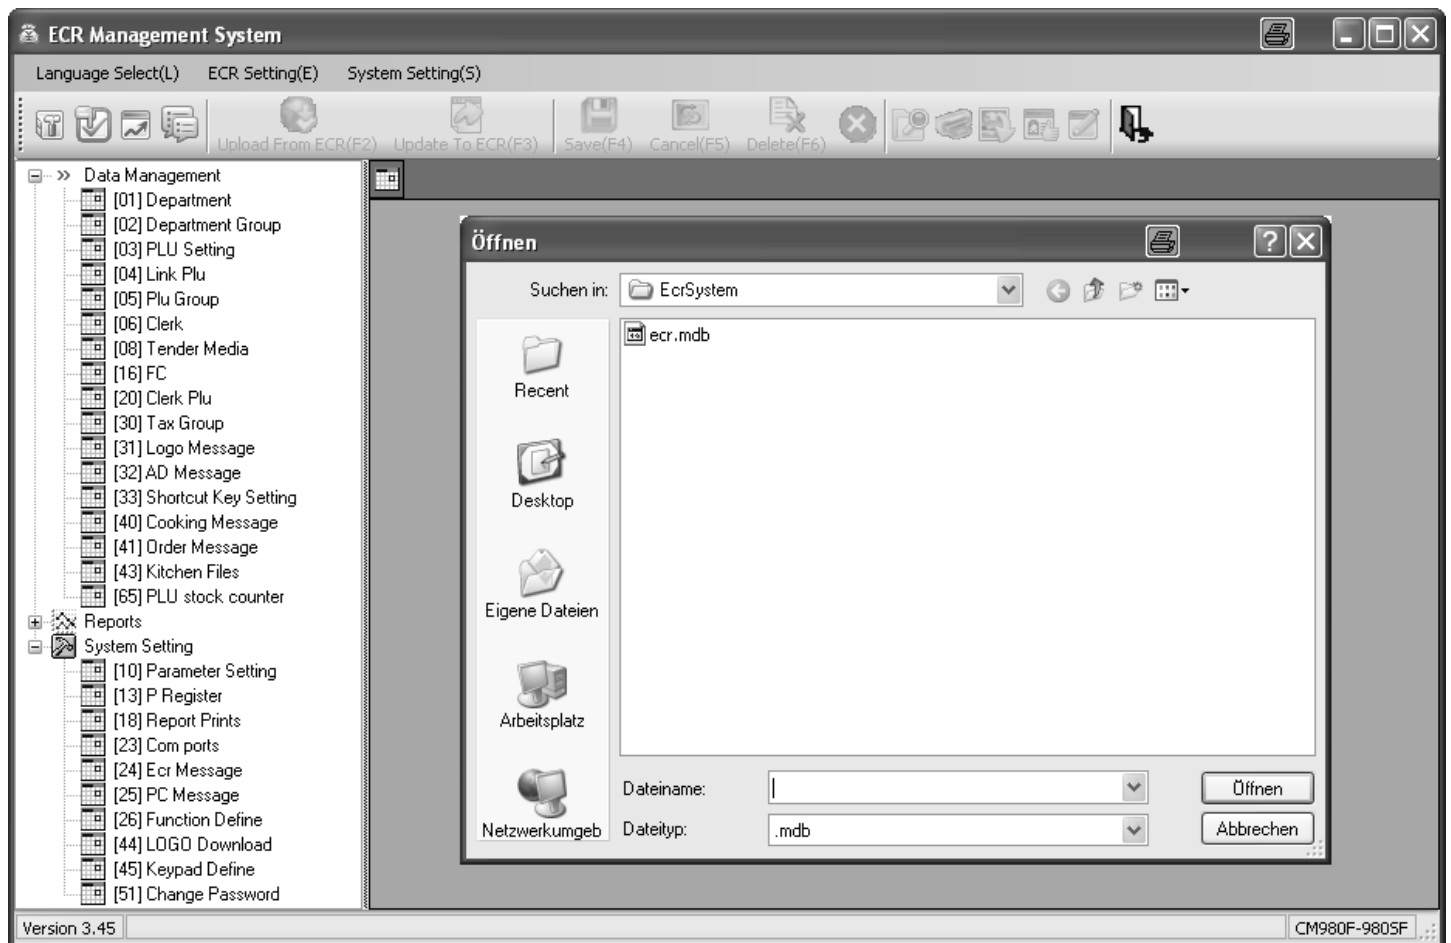 ECR Management System
Language Select(L) ECR Setting(E) System Setting(S)
Upload From ECR(F2) Update To ECR(F3) Save(F4) Cancel(F5) Delete(F6)
Data Management
[01] Department
[02] Department Group
[03] PLU Setting
[04] Link Plu
[05] Plu Group
[06] Clerk
[08] Tender Media
[16] FC
[20] Clerk Plu
[30] Tax Group
[31] Logo Message
[32] AD Message
[33] Shortcut Key Setting
[40] Cooking Message
[41] Order Message
[43] Kitchen Files
[65] PLU stock counter
Reports
System Setting
[10] Parameter Setting
[13] P Register
[18] Report Prints
[23] Com ports
[24] Ecr Message
[25] PC Message
[26] Function Define
[44] LOGO Download
[45] Keypad Define
[51] Change Password
Öffnen
Suchen in: EcrSystem
ecr.mdb
Recent
Desktop
Eigene Dateien
Arbeitsplatz
Netzwerkumgeb
Dateiname: Öffnen
Dateityp: .mdb Abbrechen
Version 3.45 CM980F-980SF